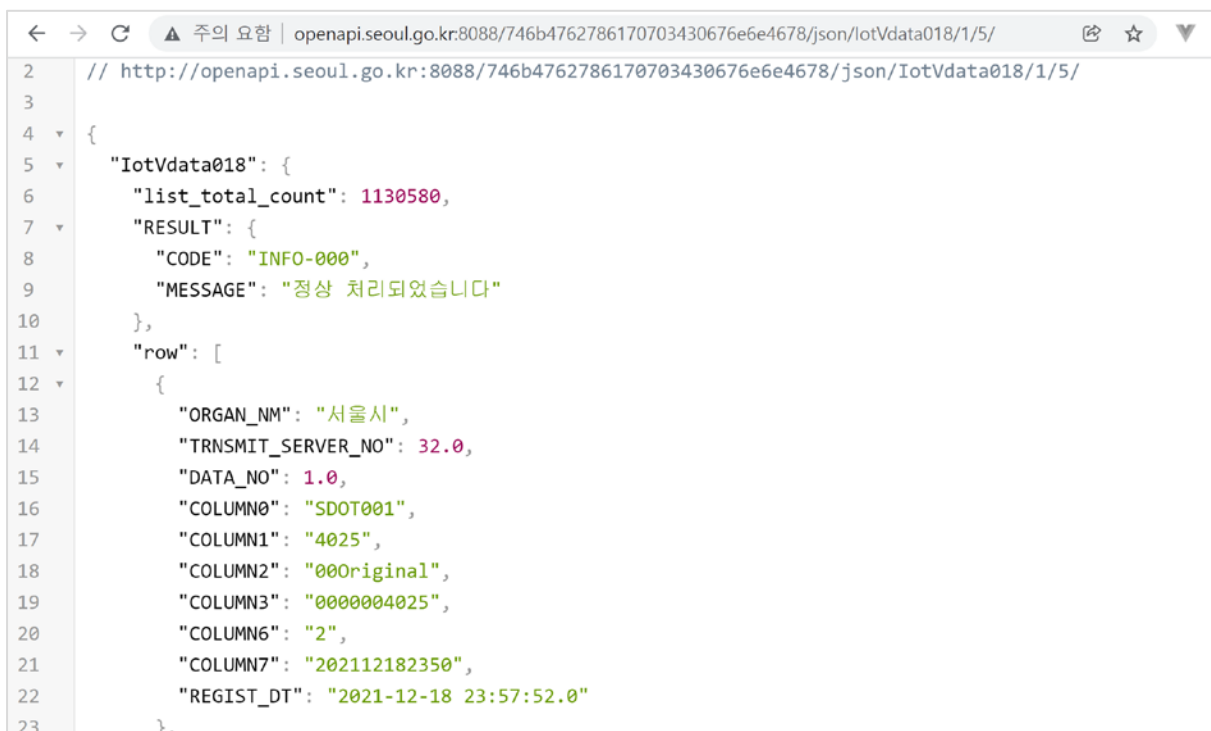 주의 요함 | openapi.seoul.go.kr:8088/746b4762786170703430676e6e4678/json/IotVdata018/1/5/
2 // http://openapi.seoul.go.kr:8088/746b4762786170703430676e6e4678/json/IotVdata018/1/5/
3
4 {
5 "IotVdata018": {
6 "list_total_count": 1130580,
7 "RESULT": {
8 "CODE": "INFO-000",
9 "MESSAGE": "정상 처리되었습니다"
10 },
11 "row": [
12 {
13 "ORGAN_NM": "서울시",
14 "TRNSMIT_SERVER_NO": 32.0,
15 "DATA_NO": 1.0,
16 "COLUMN0": "SDOT001",
17 "COLUMN1": "4025",
18 "COLUMN2": "00Original",
19 "COLUMN3": "0000004025",
20 "COLUMN6": "2",
21 "COLUMN7": "202112182350",
22 "REGIST_DT": "2021-12-18 23:57:52.0"
23 },